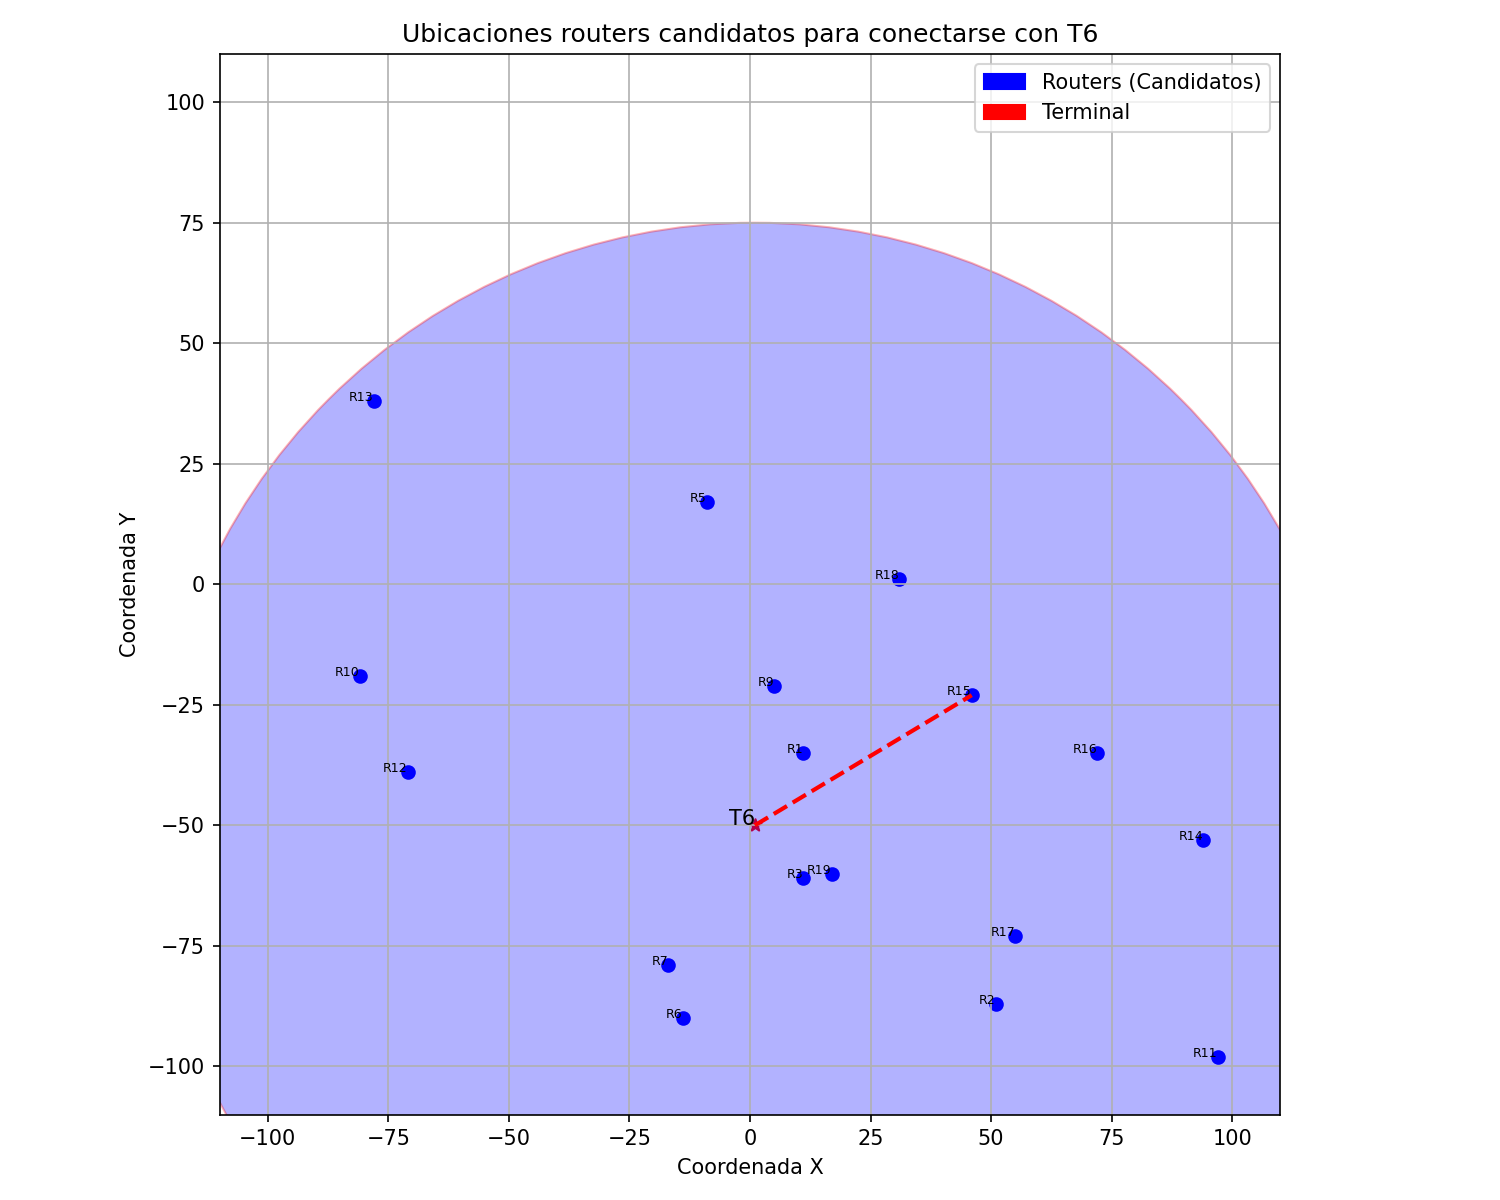 Ubicaciones routers candidatos para conectarse con T6
Routers (Candidatos)
Terminal
100
75
50
25
0
−25
−50
−75
−100
Coordenada Y
R13
R5
R18
R10
R9
R15
R1
R16
R12
T6
R14
R3
R19
R17
R7
R2
R6
R11
−100
−75
−50
−25
0
25
50
75
100
Coordenada X